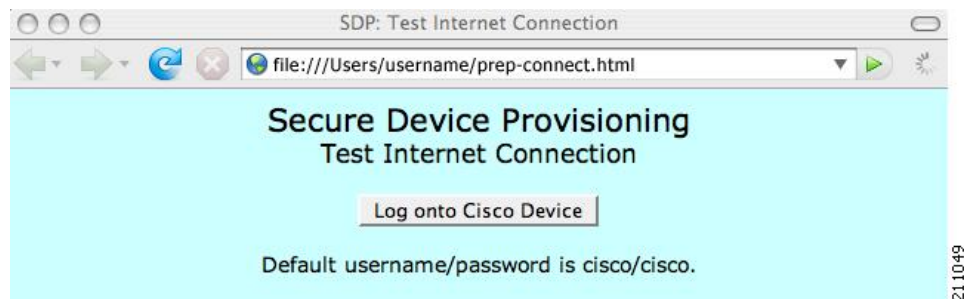 SDP: Test Internet Connection
file:///Users/username/prep-connect.html
Secure Device Provisioning
Test Internet Connection
Log onto Cisco Device
Default username/password is cisco/cisco.
211049